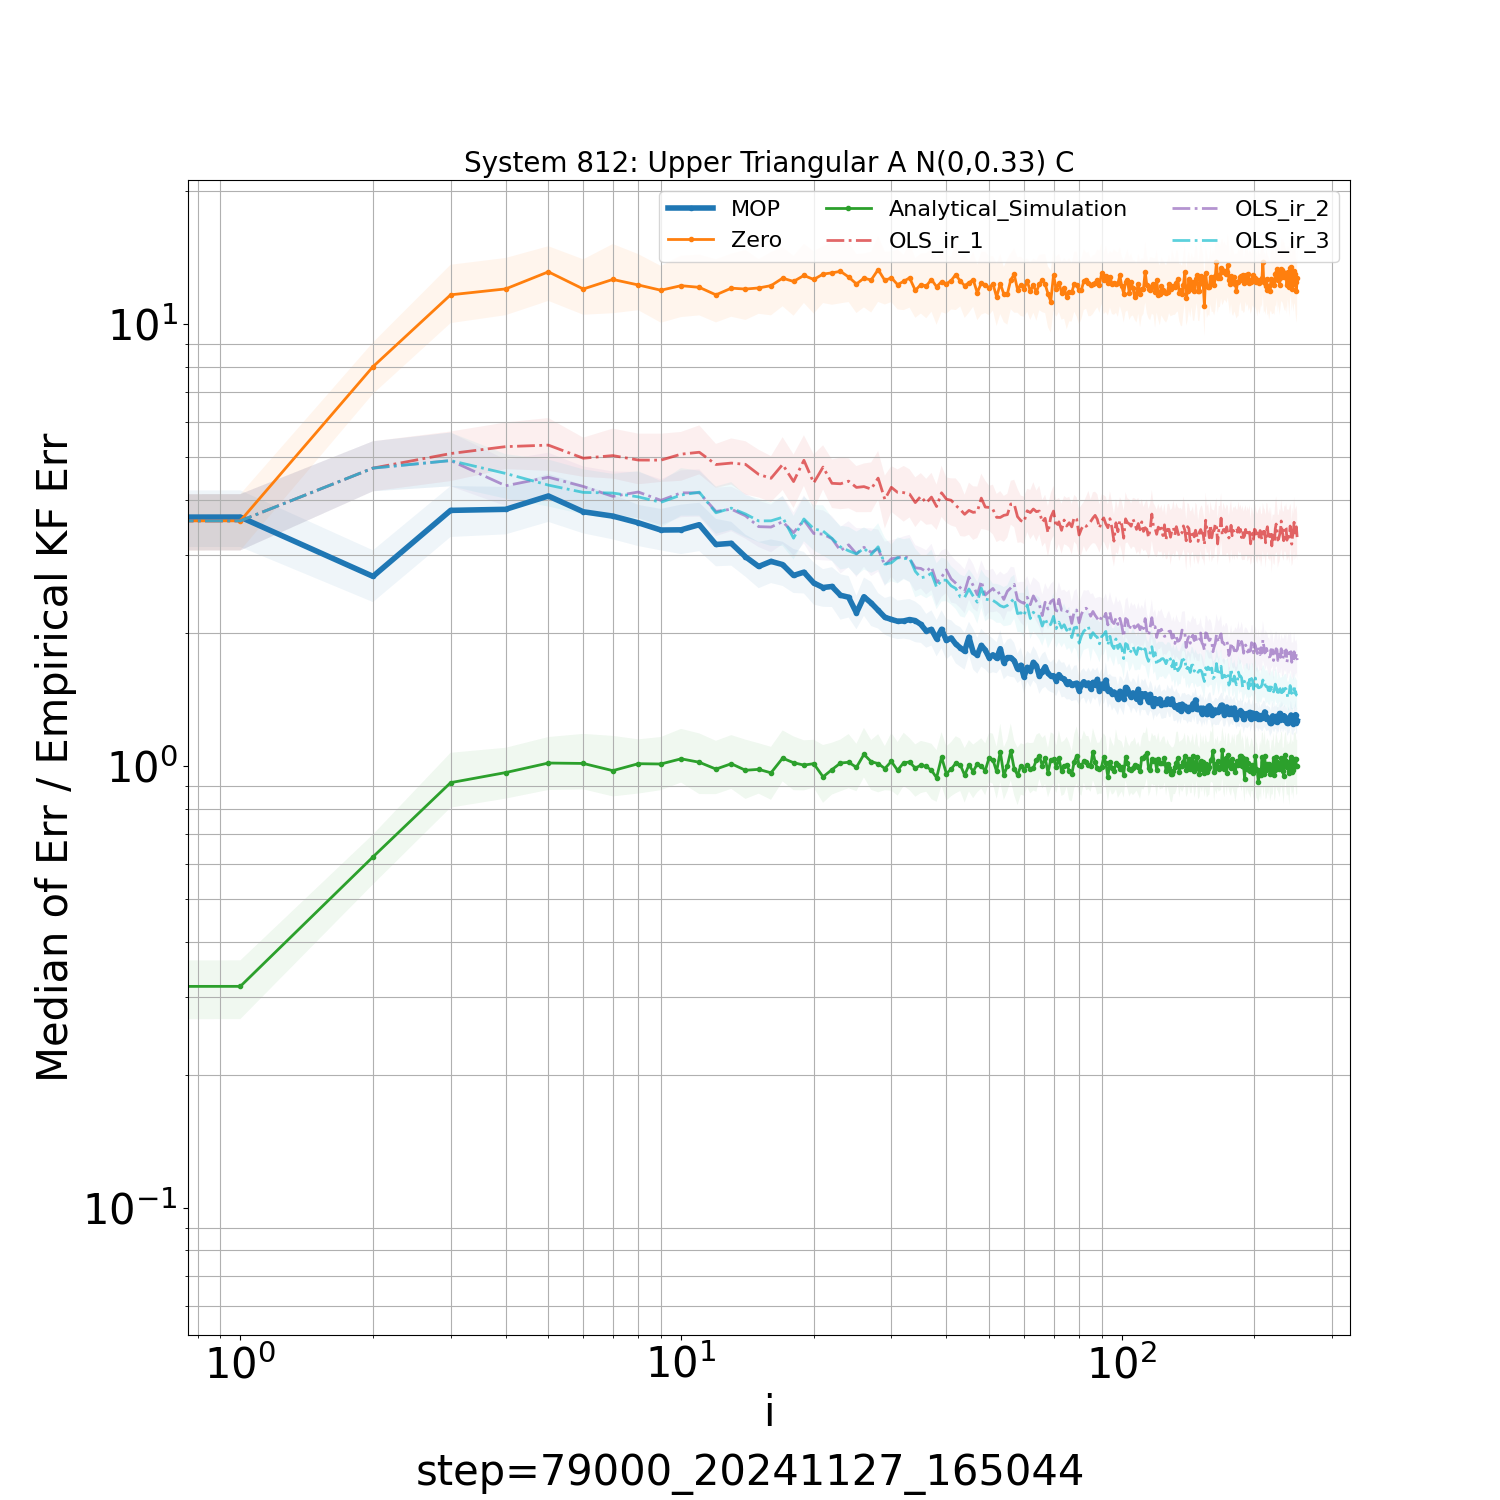 System 812: Upper Triangular A N(0,0.33) C
MOP
Zero
Analytical_Simulation
OLS_ir_1
OLS_ir_2
OLS_ir_3
Median of Err / Empirical KF Err
10¹
10⁰
10⁻¹
10⁰ 10¹ 10²
i
step=79000_20241127_165044